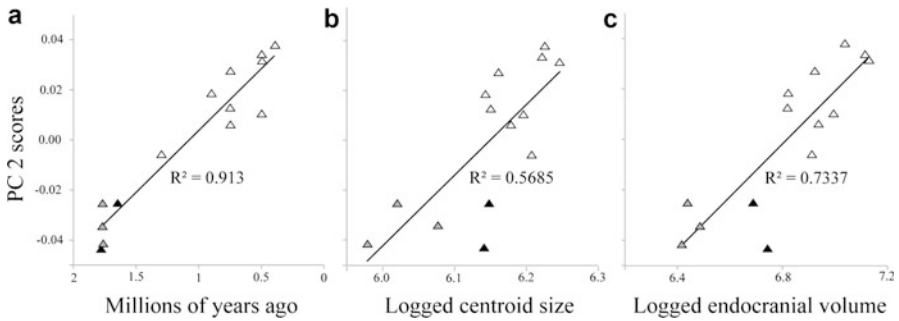 a b c
0.04
0.02
0.00
-0.02
-0.04
PC 2 scores
R² = 0.913
R² = 0.5685
R² = 0.7337
2 1.5 1 0.5 0
6.0 6.1 6.2 6.3
6.4 6.8 7.2
Millions of years ago
Logged centroid size
Logged endocranial volume